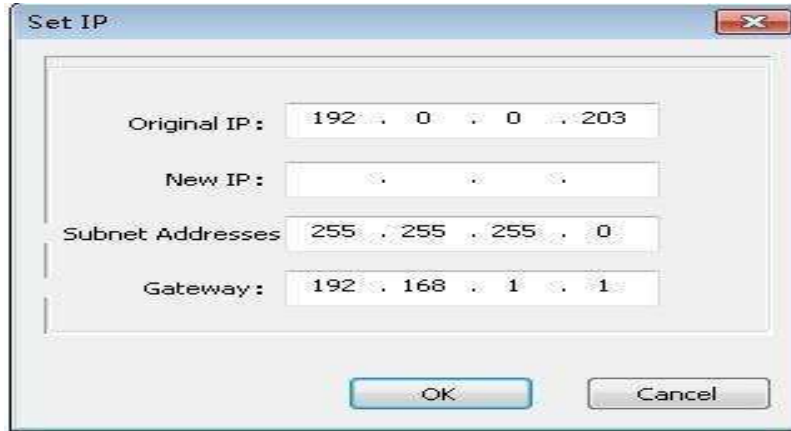 Set IP
Original IP: 192 . 0 . 0 . 203
New IP: . . .
Subnet Addresses 255 . 255 . 255 . 0
Gateway: 192 . 168 . 1 . 1
OK Cancel